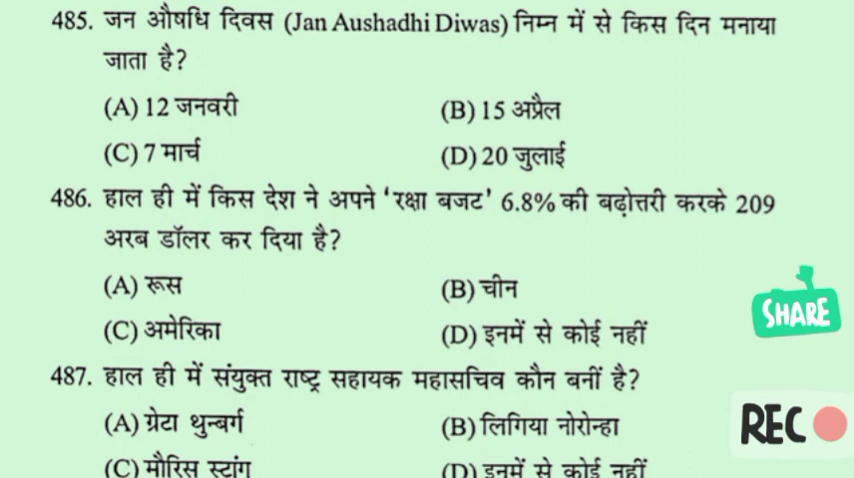 485. जन औषधि दिवस (Jan Aushadhi Diwas) निम्न में से किस दिन मनाया
जाता है?
(A) 12 जनवरी (B) 15 अप्रैल
(C) 7 मार्च (D) 20 जुलाई
486. हाल ही में किस देश ने अपने ‘रक्षा बजट’ 6.8% की बढ़ोत्तरी करके 209
अरब डॉलर कर दिया है?
(A) रूस (B) चीन
(C) अमेरिका (D) इनमें से कोई नहीं
SHARE
487. हाल ही में संयुक्त राष्ट्र सहायक महासचिव कौन बनीं है?
(A) ग्रेटा थुन्बर्ग (B) लिगिया नोरोन्हा
REC
(C) मौरिस स्टांग (D) इनमें से कोई नहीं